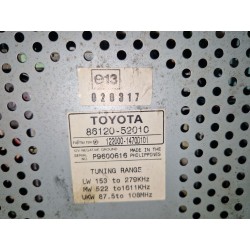 e13
020317
TOYOTA
86120-52010
122000-14700101
MADE IN THE
P9600616 PHILIPPINES
TUNING RANGE
LW 153 to 279KHz
MW 522 to1611KHz
UKW 87.5to 108MHz